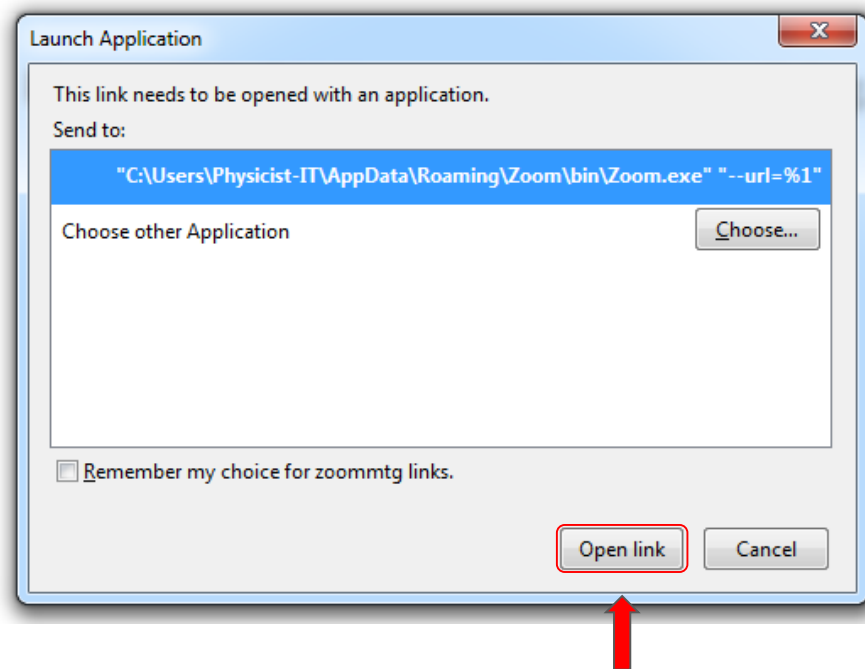 Launch Application
This link needs to be opened with an application.
Send to:
"C:\Users\Physicist-IT\AppData\Roaming\Zoom\bin\Zoom.exe" "--url=%1"
Choose other Application
Choose...
Remember my choice for zoommtg links.
Open link
Cancel